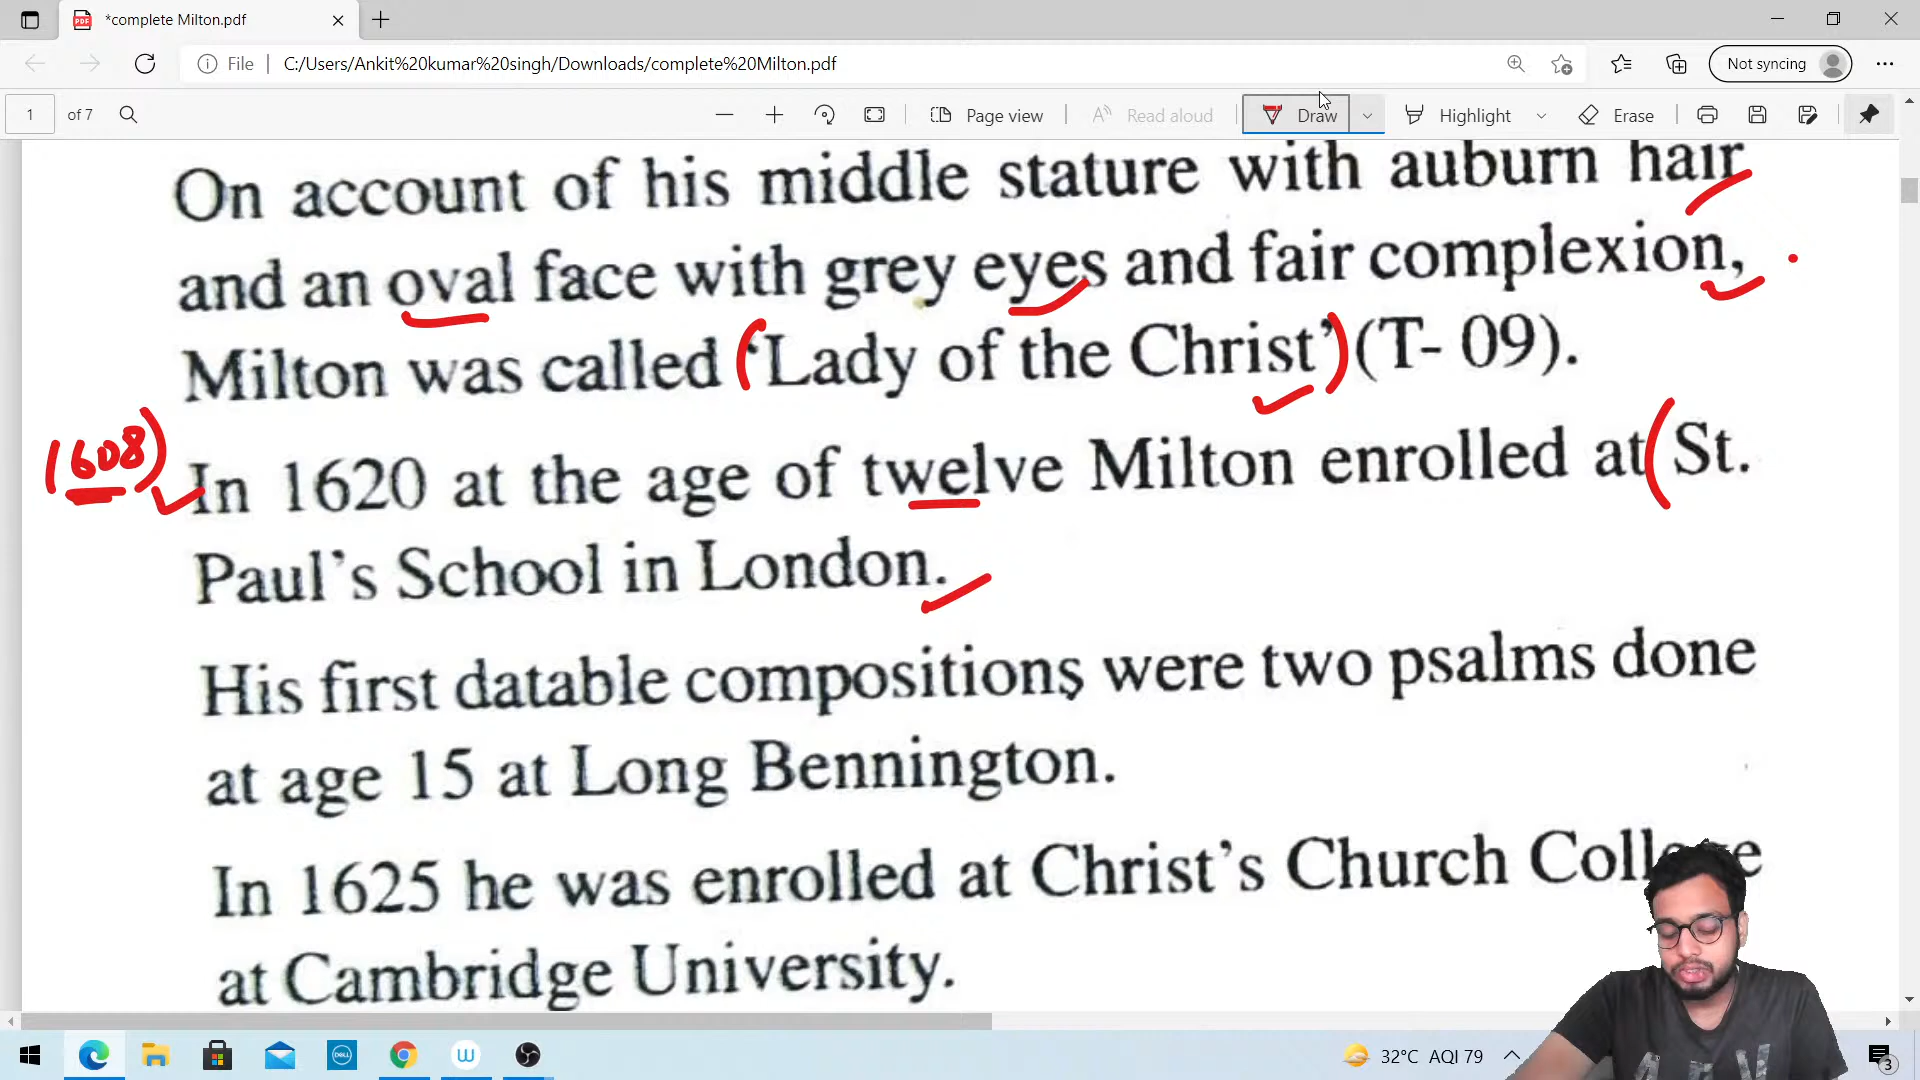 *complete Milton.pdf
File C:/Users/Ankit%20kumar%20singh/Downloads/complete%20Milton.pdf
Not syncing
1 of 7
Page view
Read aloud
Draw
Highlight
Erase
On account of his middle stature with auburn hair
and an oval face with grey eyes and fair complexion,
Milton was called ‘Lady of the Christ’ (T- 09).
1608
In 1620 at the age of twelve Milton enrolled at St.
Paul’s School in London.
His first datable compositions were two psalms done
at age 15 at Long Bennington.
In 1625 he was enrolled at Christ’s Church College
at Cambridge University.
DELL
W
32°C AQI 79
3